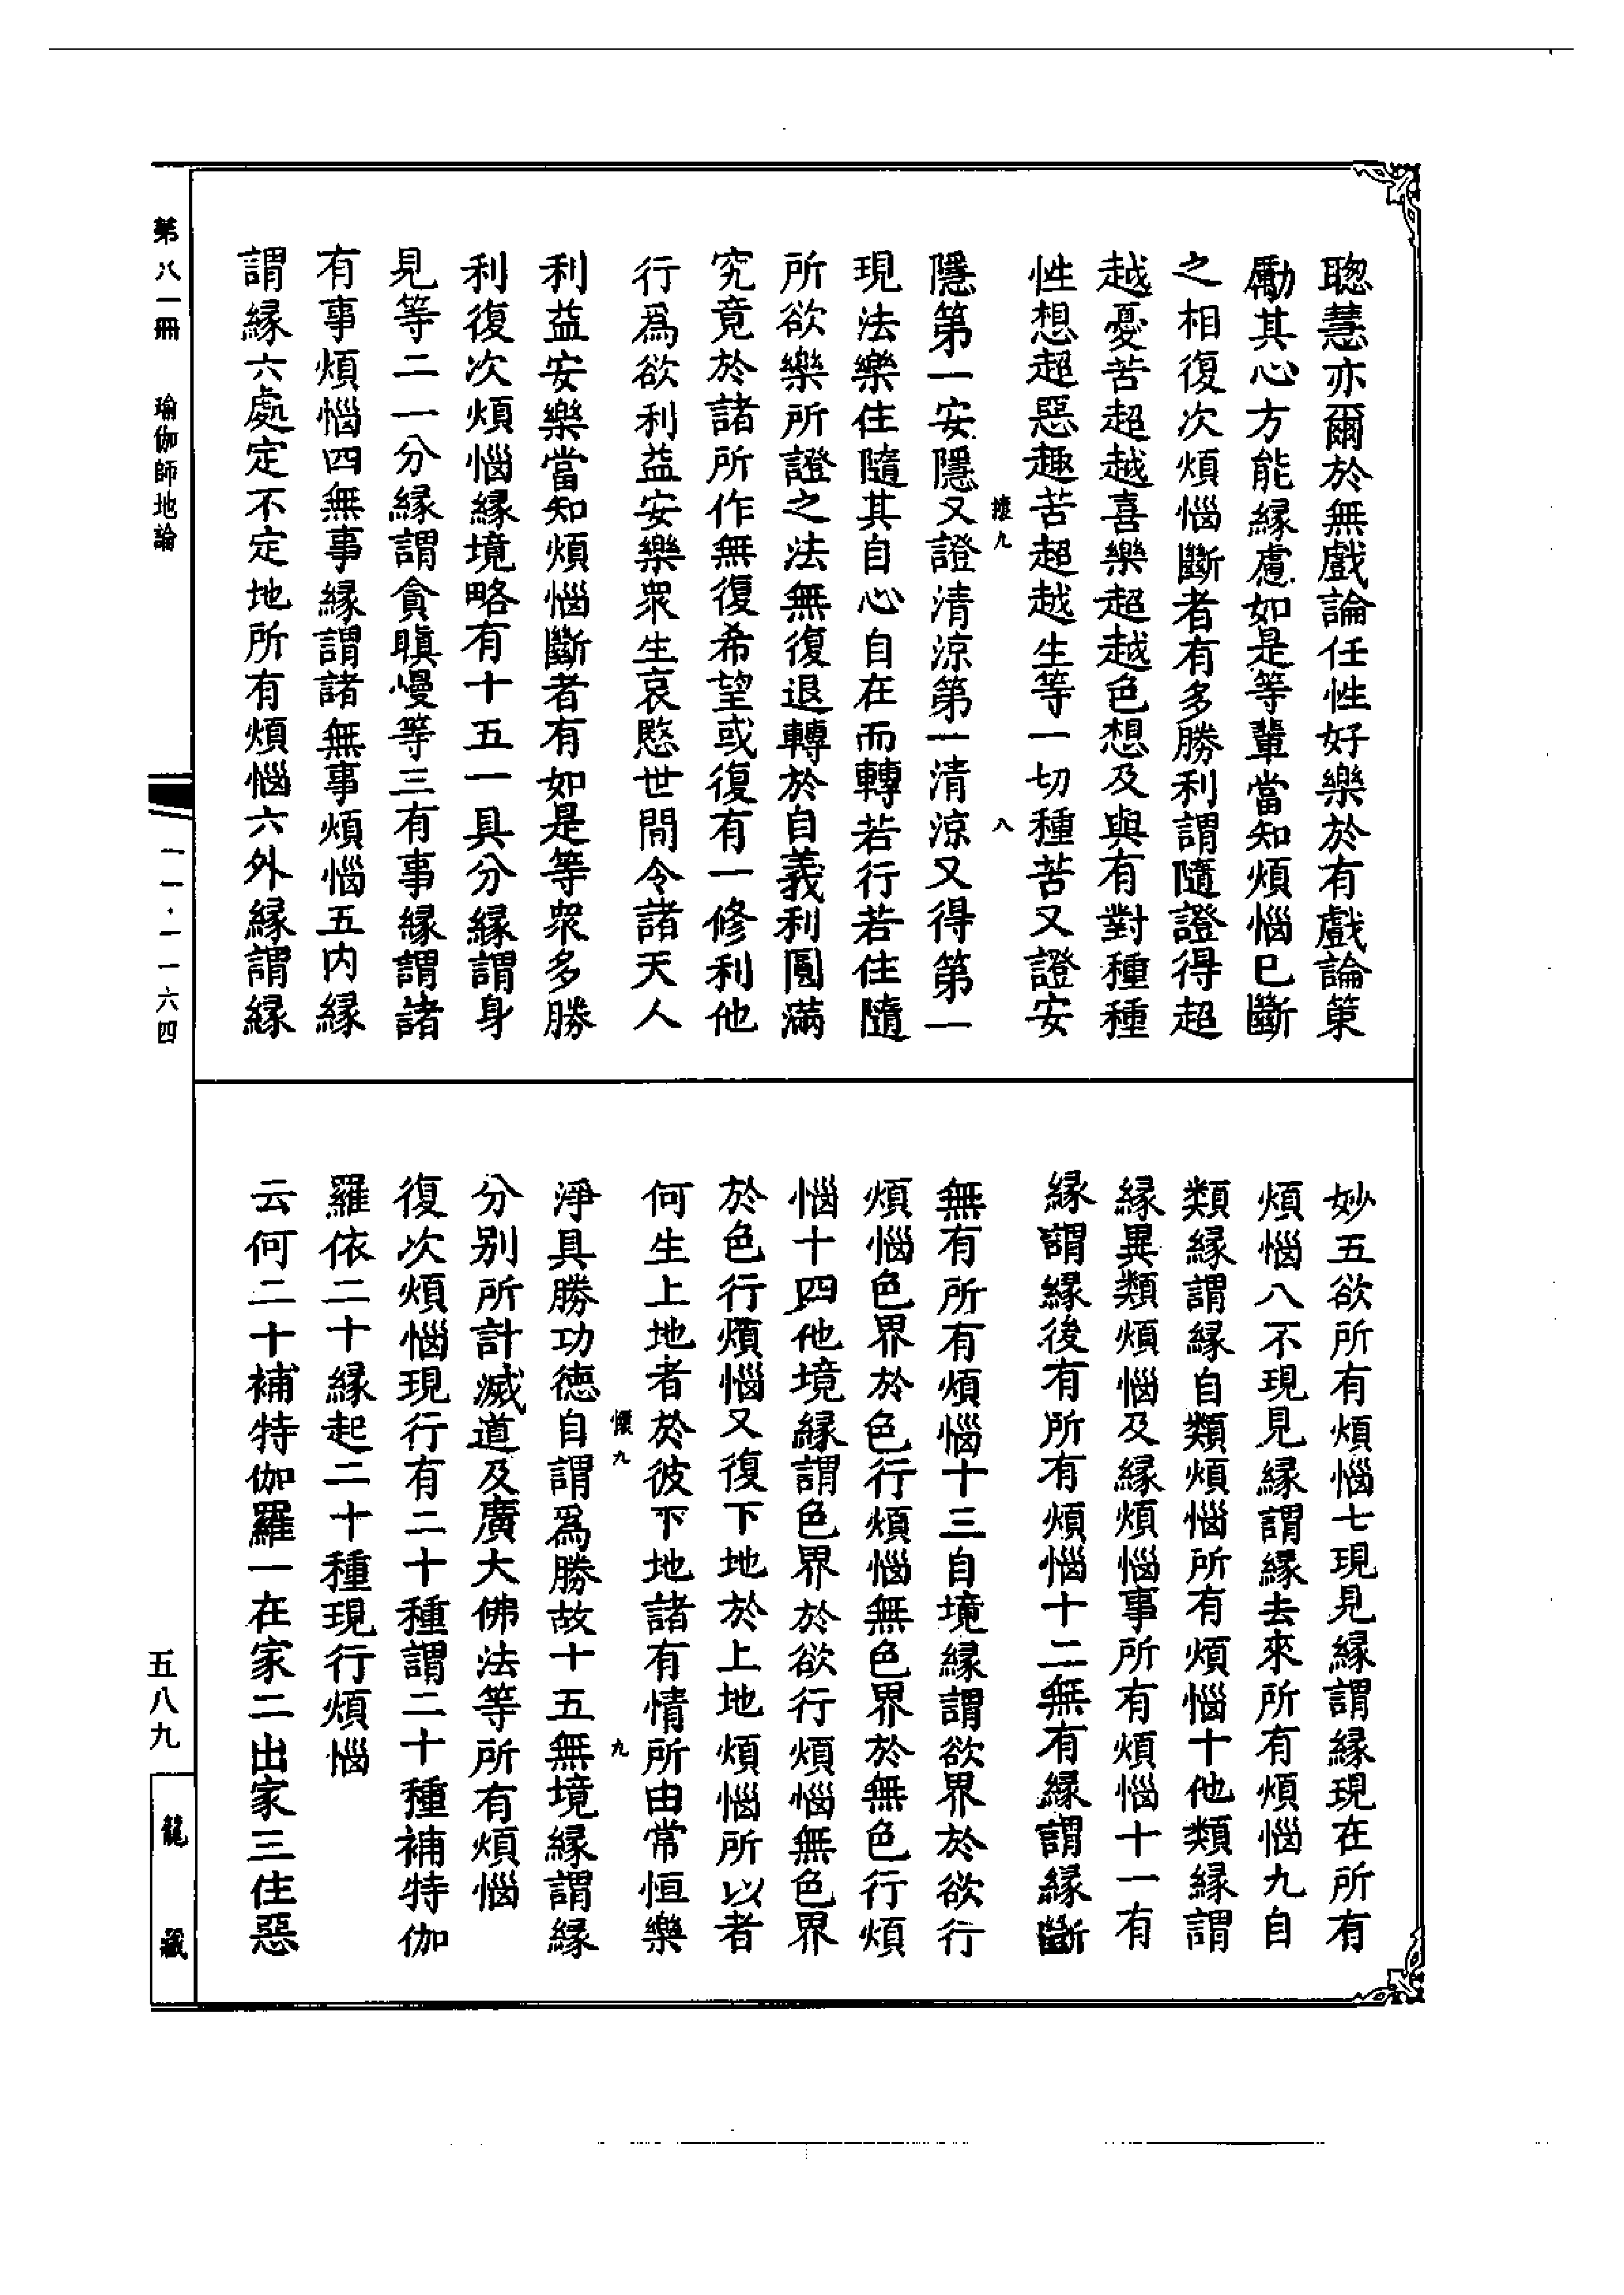 聰慧亦爾於無戲論任性好樂於有戲論策
勵其心方能緣慮如是等輩當知煩惱已斷
之相復次煩惱斷者有多勝利謂隨證得超
越憂苦超越喜樂超越色想及與有對種種
性想超惡趣苦超越生等一切種苦又證安
隱第一安隱又證清涼第一清涼又得第一
現法樂住隨其自心自在而轉若行若住隨
所欲樂所證之法無復退轉於自義利圓滿
究竟於諸所作無復希望或復有一修利他
行爲欲利益安樂衆生哀愍世間令諸天人
利益安樂當知煩惱斷者有如是等衆多勝
利復次煩惱緣境略有十五一具分緣謂身
見等二一分緣謂貪瞋慢等三有事緣謂諸
有事煩惱四無事緣謂諸無事煩惱五內緣
謂緣六處定不定地所有煩惱六外緣謂緣
妙五欲所有煩惱七現見緣謂緣現在所有
煩惱八不現見緣謂緣去來所有煩惱九自
類緣謂緣自類煩惱所有煩惱十他類緣謂
緣異類煩惱及緣煩惱事所有煩惱十一有
緣謂緣後有所有煩惱十二無有緣謂緣斷
無有所有煩惱十三自境緣謂欲界於欲行
煩惱色界於色行煩惱無色界於無色行煩
惱十四他境緣謂色界於欲行煩惱無色界
於色行煩惱又復下地於上地煩惱所以者
何生上地者於彼下地諸有情所由常恒樂
淨具勝功德自謂爲勝故十五無境緣謂緣
分別所計滅道及廣大佛法等所有煩惱
復次煩惱現行有二十種謂二十種補特伽
羅依二十緣起二十種現行煩惱
云何二十補特伽羅一在家二出家三住惡
第八一冊 瑜伽師地論
一一·一一六四
五八九
龍藏
九
八
懷九
九